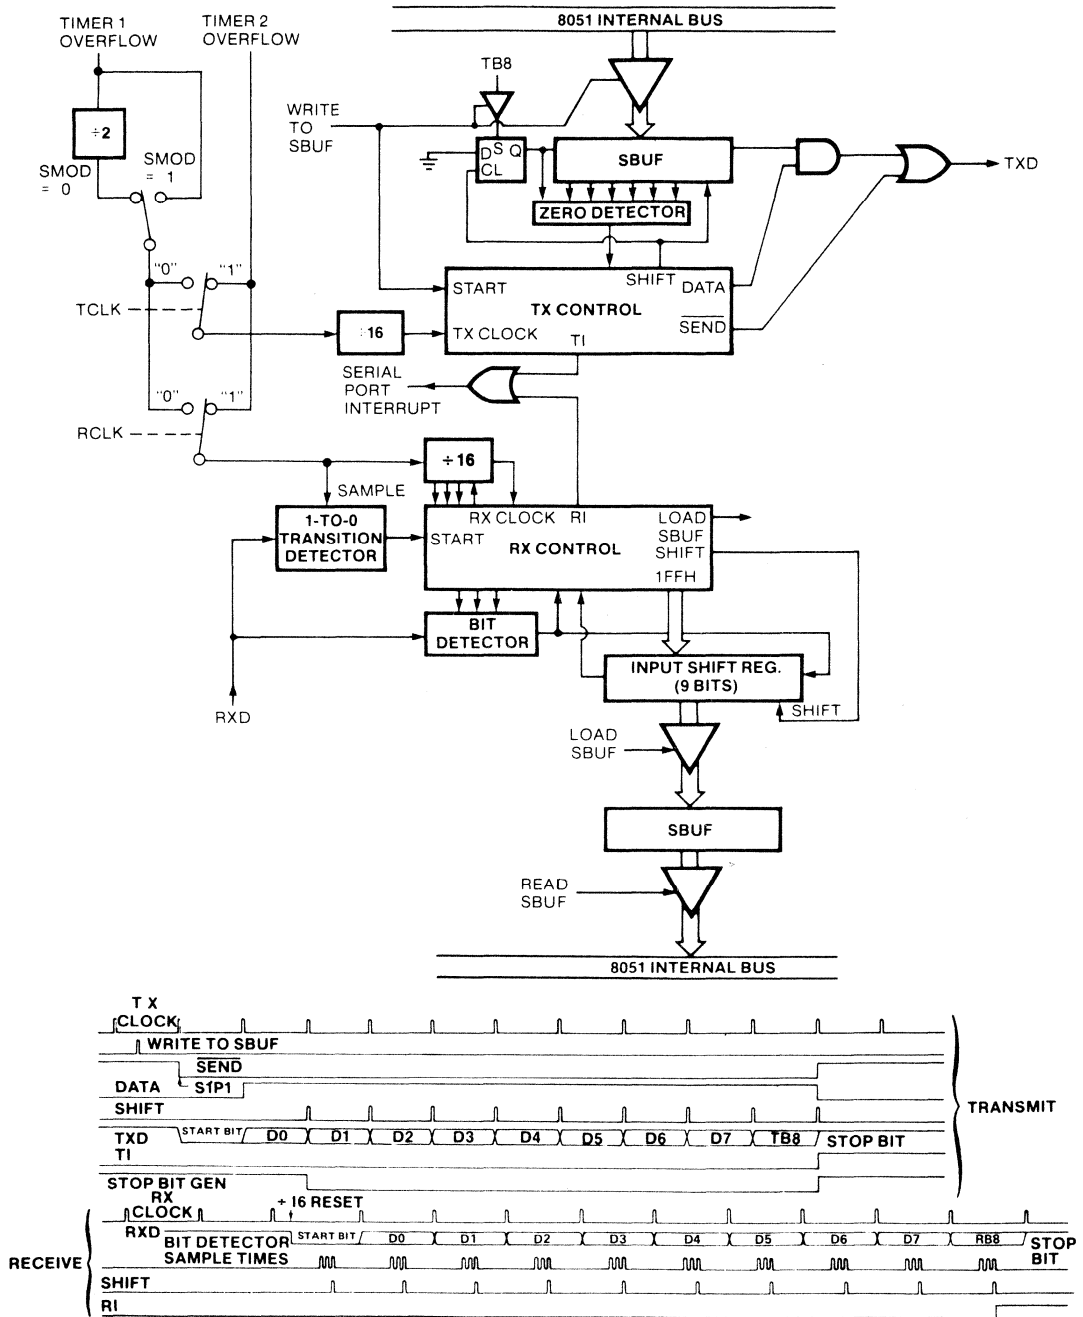 8051 INTERNAL BUS
TIMER 1
OVERFLOW
TIMER 2
OVERFLOW
TB8
WRITE
TO
SBUF
÷2
SMOD
= 0
SMOD
= 1
D S Q
CL
SBUF
TXD
ZERO DETECTOR
"0" "1"
TCLK
SHIFT
START
DATA
TX CONTROL
÷16
TX CLOCK
SEND
TI
SERIAL
PORT
INTERRUPT
"0" "1"
RCLK
÷16
SAMPLE
1-TO-0
TRANSITION
DETECTOR
RX CLOCK RI
START
RX CONTROL
LOAD
SBUF
SHIFT
1FFH
BIT
DETECTOR
INPUT SHIFT REG.
(9 BITS)
SHIFT
RXD
LOAD
SBUF
SBUF
READ
SBUF
8051 INTERNAL BUS
TX
CLOCK
WRITE TO SBUF
SEND
DATA S1P1
SHIFT
TRANSMIT
TXD START BIT D0 D1 D2 D3 D4 D5 D6 D7 TB8 STOP BIT
TI
STOP BIT GEN
RX
CLOCK
÷16 RESET
RXD START BIT D0 D1 D2 D3 D4 D5 D6 D7 RB8 STOP
BIT
BIT DETECTOR
SAMPLE TIMES
RECEIVE
SHIFT
RI